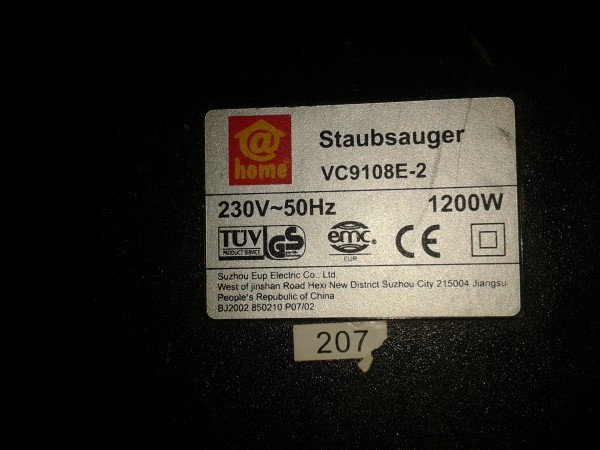 @
home
Staubsauger
VC9108E-2
230V~50Hz 1200W
TÜV
PRODUCT SERVICE
GS
emc
EUR
CE
Suzhou Eup Electric Co., Ltd
West of jinshan Road Hexi New District Suzhou City 215004 Jiangsu
People's Repubulic of China
BJ2002 850210 P07/02
207